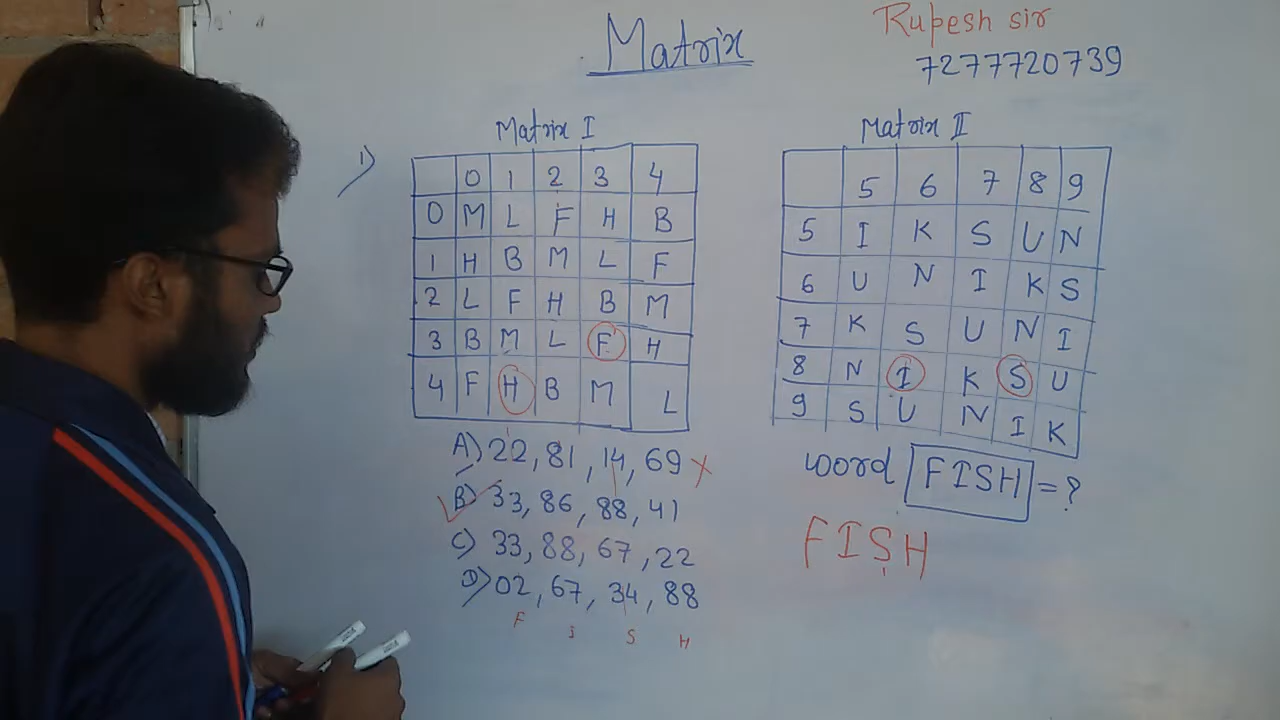 Matrix
Rupesh sir
7277720739
1)
Matrix I
0 1 2 3 4
0 M L F H B
1 H B M L F
2 L F H B M
3 B M L F H
4 F H B M L
Matrix II
5 6 7 8 9
5 I K S U N
6 U N I K S
7 K S U N I
8 N I K S U
9 S U N I K
A) 22, 81, 14, 69 X
B) 33, 86, 88, 41
C) 33, 88, 67, 22
D) 02, 67, 34, 88
F I S H
word FISH = ?
FISH